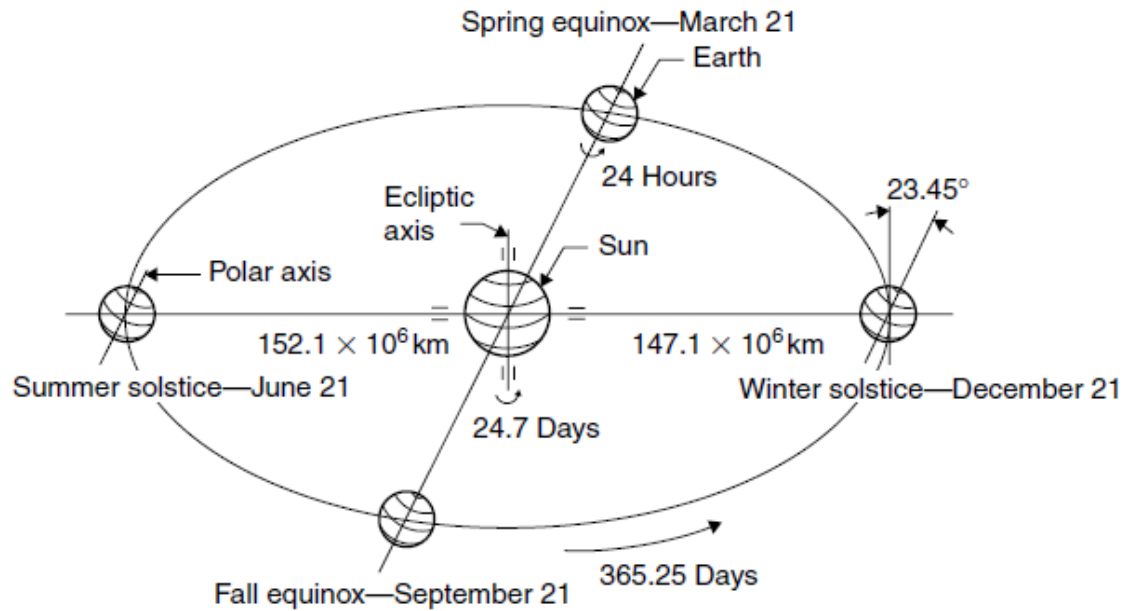 Spring equinox—March 21
Earth
24 Hours
23.45°
Ecliptic
axis
Sun
Polar axis
152.1 × 10⁶ km
147.1 × 10⁶ km
Summer solstice—June 21
Winter solstice—December 21
24.7 Days
365.25 Days
Fall equinox—September 21